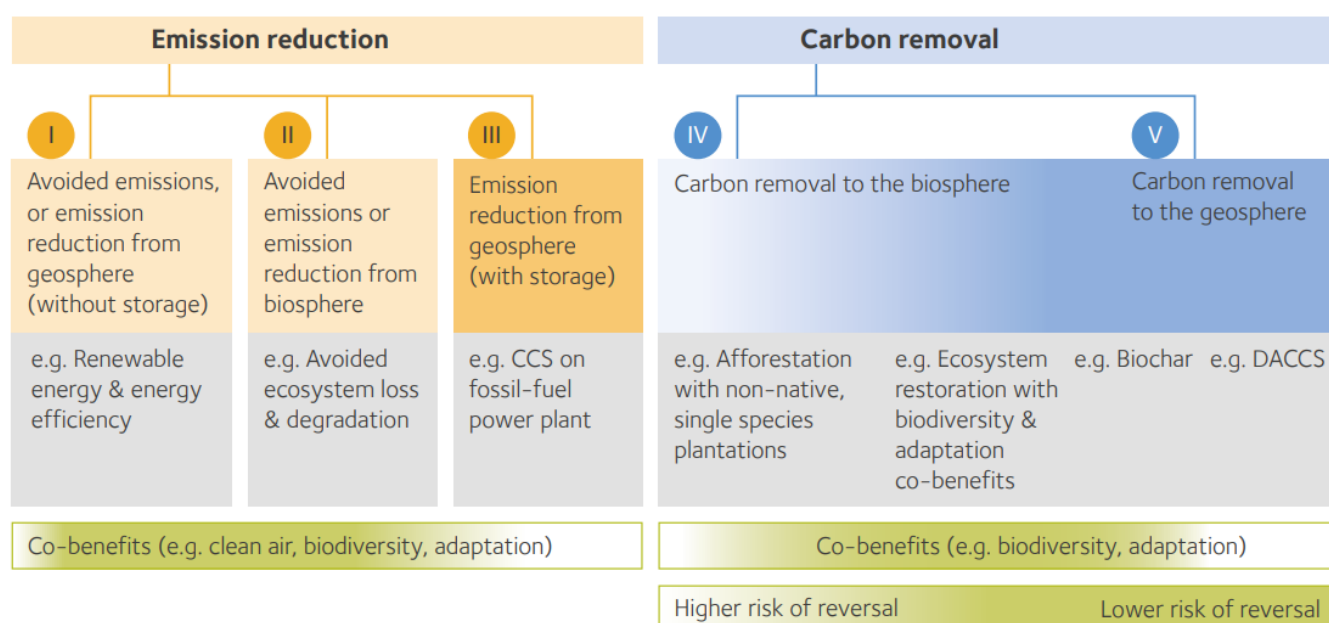 Emission reduction
Carbon removal
I
II
III
IV
V
Avoided emissions,
or emission
reduction from
geosphere
(without storage)
Avoided
emissions or
emission
reduction from
biosphere
Emission
reduction from
geosphere
(with storage)
Carbon removal to the biosphere
Carbon removal
to the geosphere
e.g. Renewable
energy & energy
efficiency
e.g. Avoided
ecosystem loss
& degradation
e.g. CCS on
fossil-fuel
power plant
e.g. Afforestation
with non-native,
single species
plantations
e.g. Ecosystem
restoration with
biodiversity &
adaptation
co-benefits
e.g. Biochar
e.g. DACCS
Co-benefits (e.g. clean air, biodiversity, adaptation)
Co-benefits (e.g. biodiversity, adaptation)
Higher risk of reversal
Lower risk of reversal